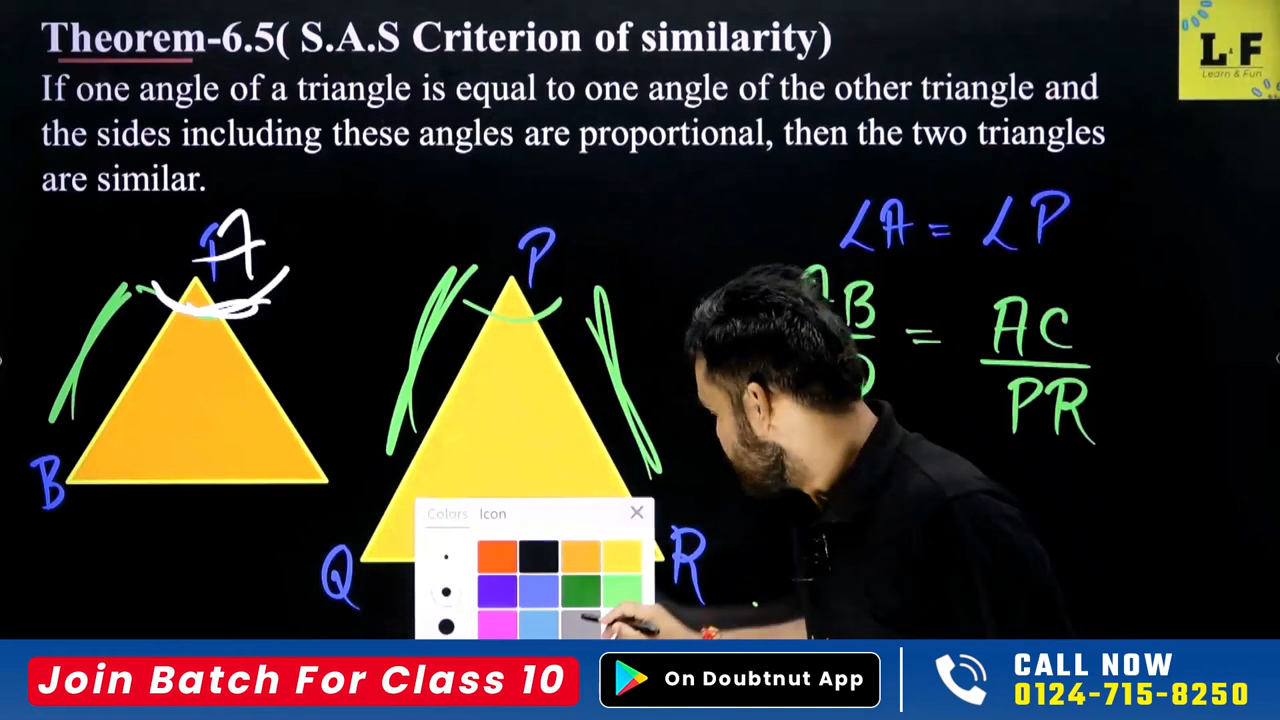 Theorem-6.5( S.A.S Criterion of similarity)
If one angle of a triangle is equal to one angle of the other triangle and
the sides including these angles are proportional, then the two triangles
are similar.
L&F
Learn & Fun
A
P
∠A = ∠P
B
= AC
PR
B
Q
R
Colors Icon
Join Batch For Class 10
On Doubtnut App
CALL NOW
0124-715-8250